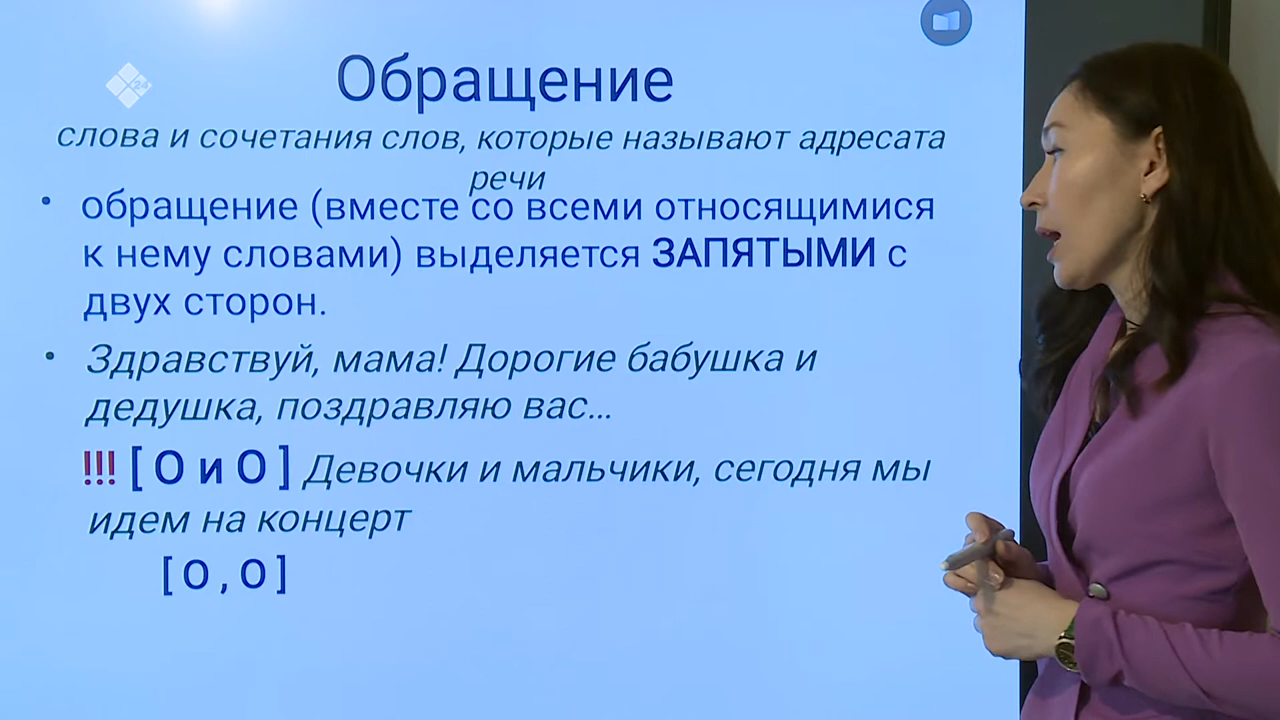 Обращение
слова и сочетания слов, которые называют адресата
речи
• обращение (вместе со всеми относящимися
к нему словами) выделяется ЗАПЯТЫМИ с
двух сторон.
• Здравствуй, мама! Дорогие бабушка и
дедушка, поздравляю вас...
!!! [ О и О ] Девочки и мальчики, сегодня мы
идем на концерт
[ О , О ]
24